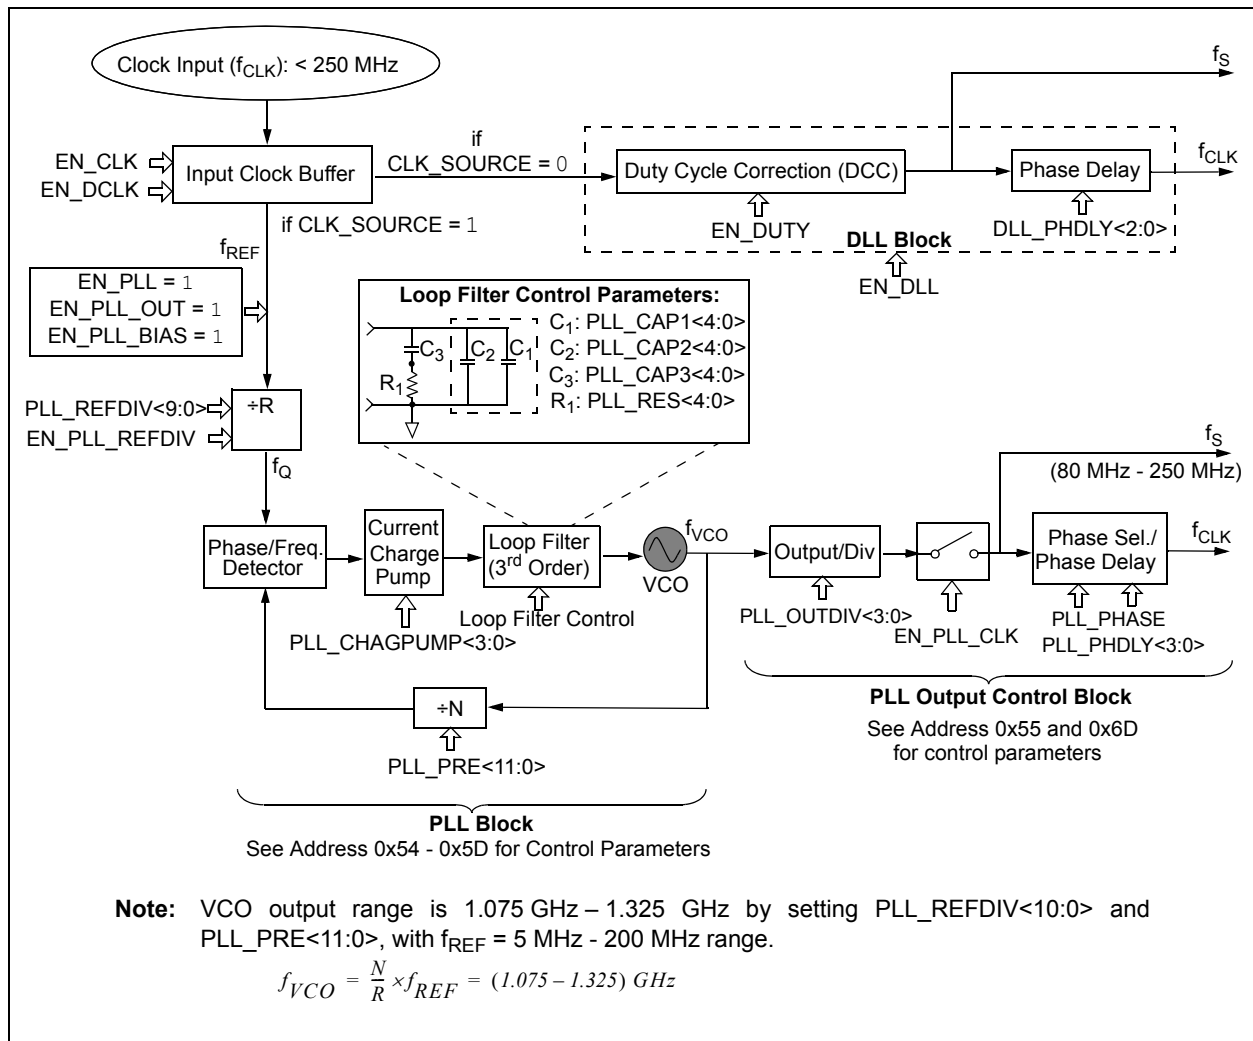 Clock Input (fCLK): < 250 MHz
fS
if
CLK_SOURCE = 0
EN_CLK
EN_DCLK
Input Clock Buffer
Duty Cycle Correction (DCC)
Phase Delay
fCLK
if CLK_SOURCE = 1
EN_DUTY
DLL_PHDLY<2:0>
DLL Block
EN_DLL
fREF
EN_PLL = 1
EN_PLL_OUT = 1
EN_PLL_BIAS = 1
Loop Filter Control Parameters:
C1: PLL_CAP1<4:0>
C2: PLL_CAP2<4:0>
C3: PLL_CAP3<4:0>
R1: PLL_RES<4:0>
C3
C2
C1
R1
PLL_REFDIV<9:0>
EN_PLL_REFDIV
÷R
fQ
fS
(80 MHz - 250 MHz)
Phase/Freq.
Detector
Current
Charge
Pump
Loop Filter
(3rd Order)
VCO
fVCO
Output/Div
Phase Sel./
Phase Delay
fCLK
Loop Filter Control
PLL_CHAGPUMP<3:0>
PLL_OUTDIV<3:0>
EN_PLL_CLK
PLL_PHASE
PLL_PHDLY<3:0>
÷N
PLL_PRE<11:0>
PLL Output Control Block
See Address 0x55 and 0x6D
for control parameters
PLL Block
See Address 0x54 - 0x5D for Control Parameters
Note: VCO output range is 1.075 GHz – 1.325 GHz by setting PLL_REFDIV<10:0> and
PLL_PRE<11:0>, with fREF = 5 MHz - 200 MHz range.
fVCO = N/R × fREF = (1.075 – 1.325) GHz